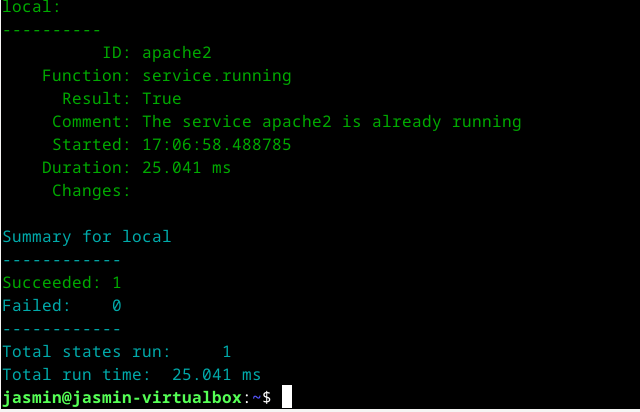 local:
----------
          ID: apache2
    Function: service.running
      Result: True
     Comment: The service apache2 is already running
     Started: 17:06:58.488785
    Duration: 25.041 ms
     Changes:

Summary for local
------------
Succeeded: 1
Failed:    0
------------
Total states run:     1
Total run time:  25.041 ms
jasmin@jasmin-virtualbox:~$